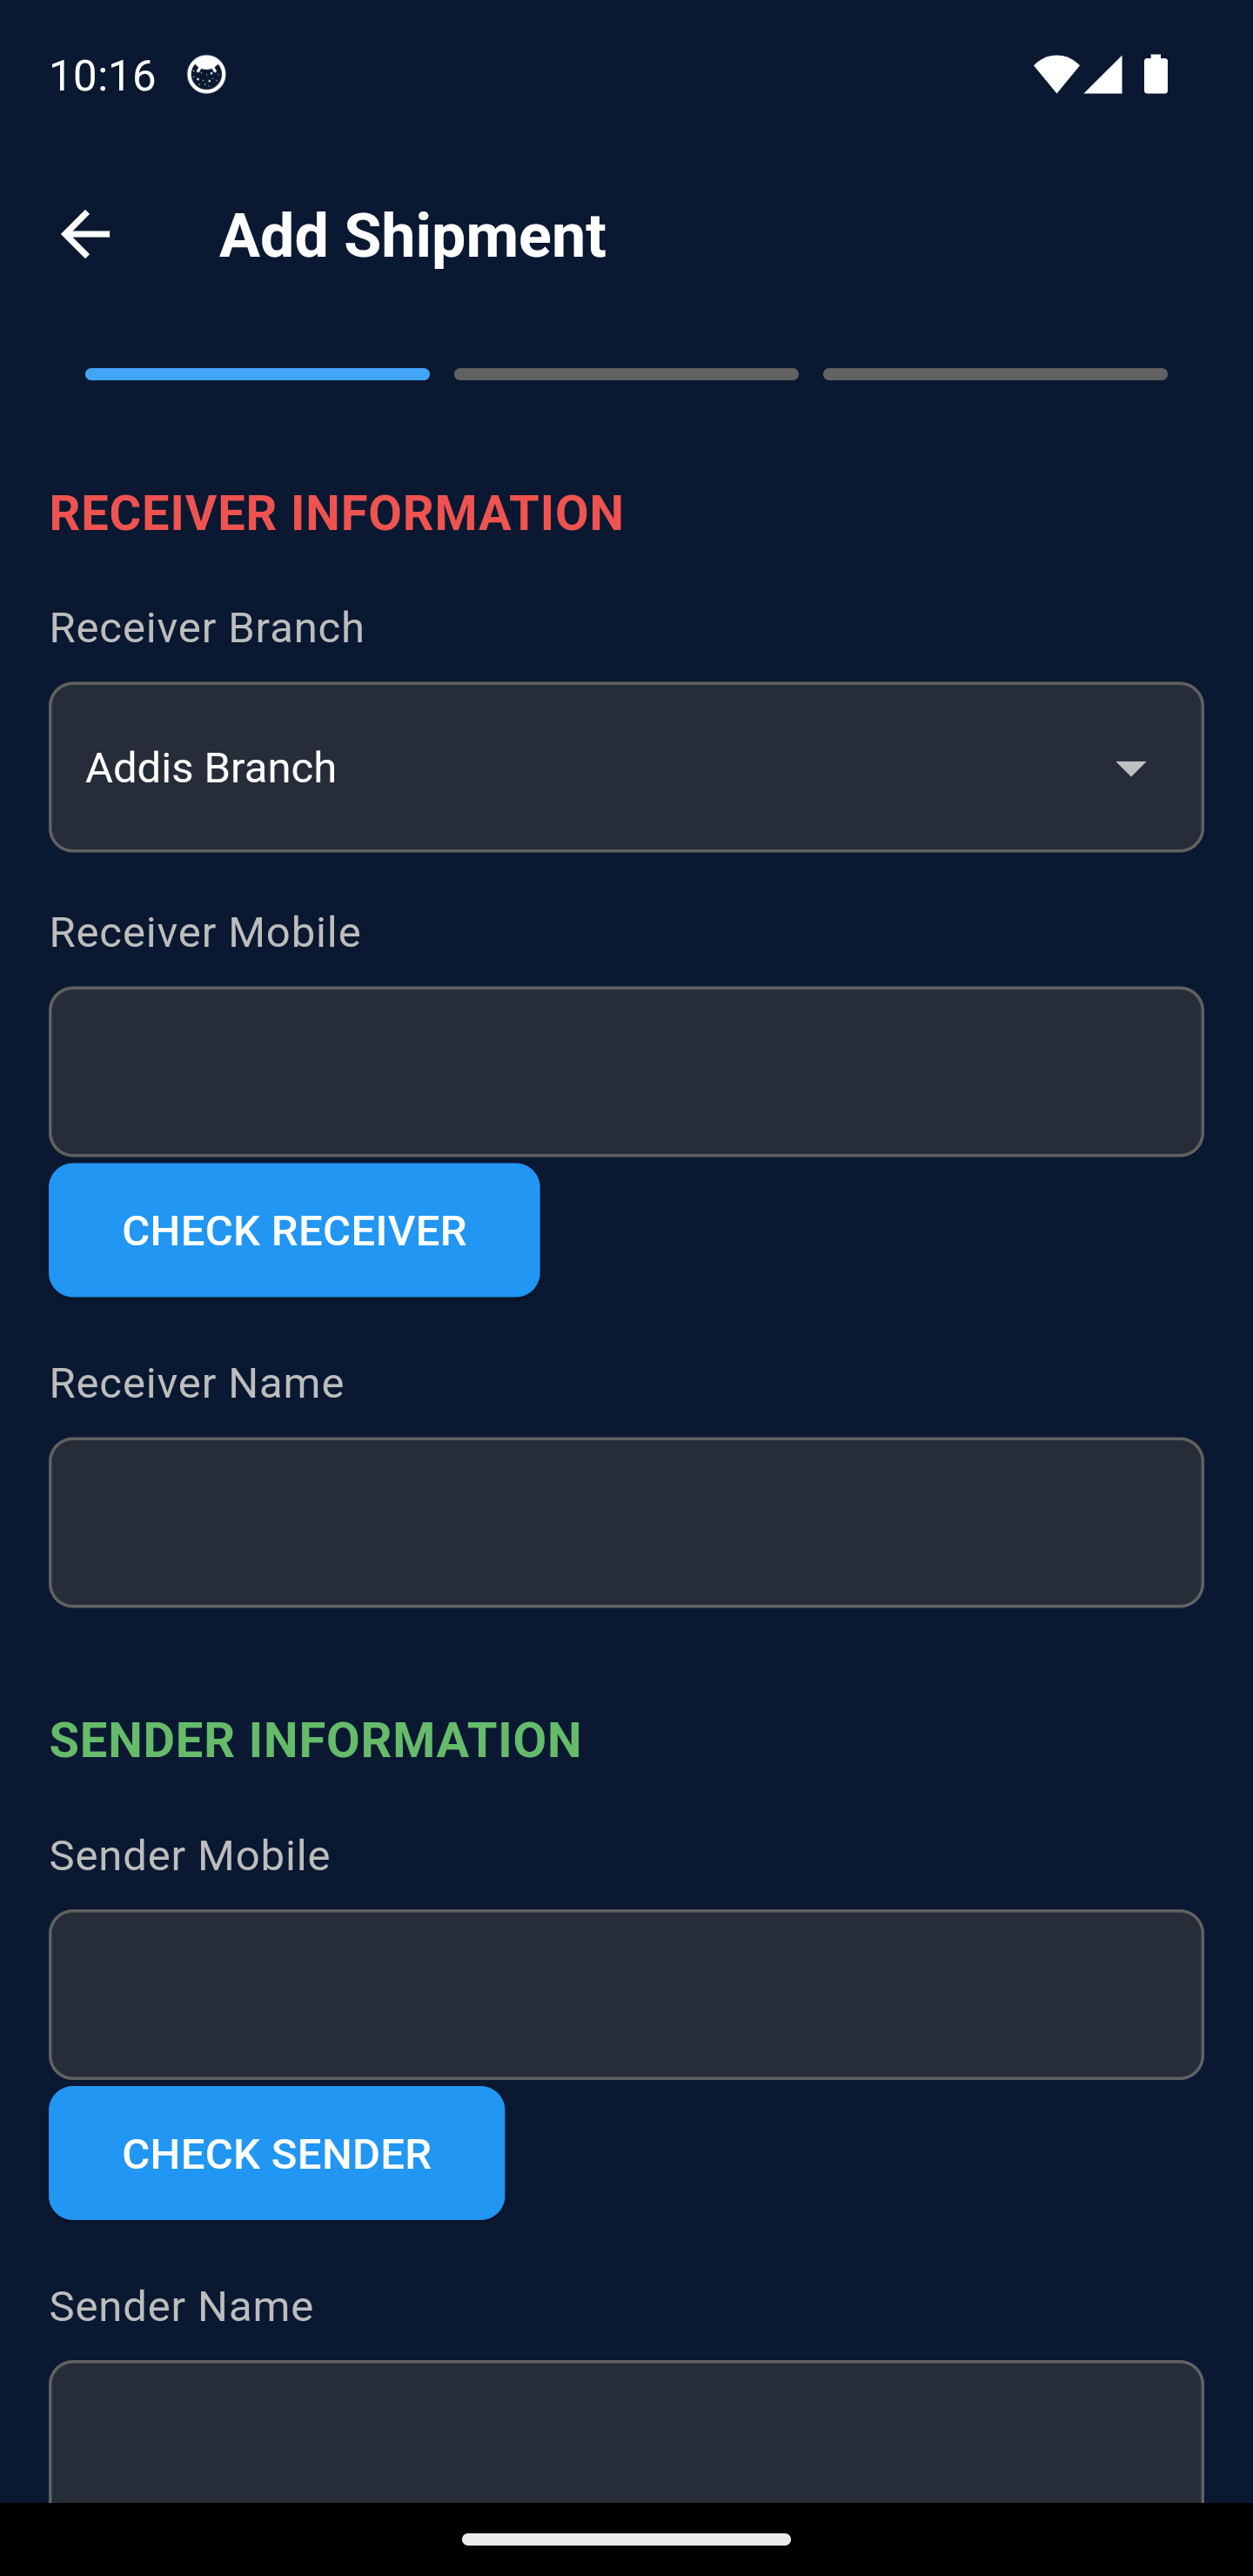 10:16
Add Shipment
RECEIVER INFORMATION
Receiver Branch
Addis Branch
Receiver Mobile
CHECK RECEIVER
Receiver Name
SENDER INFORMATION
Sender Mobile
CHECK SENDER
Sender Name